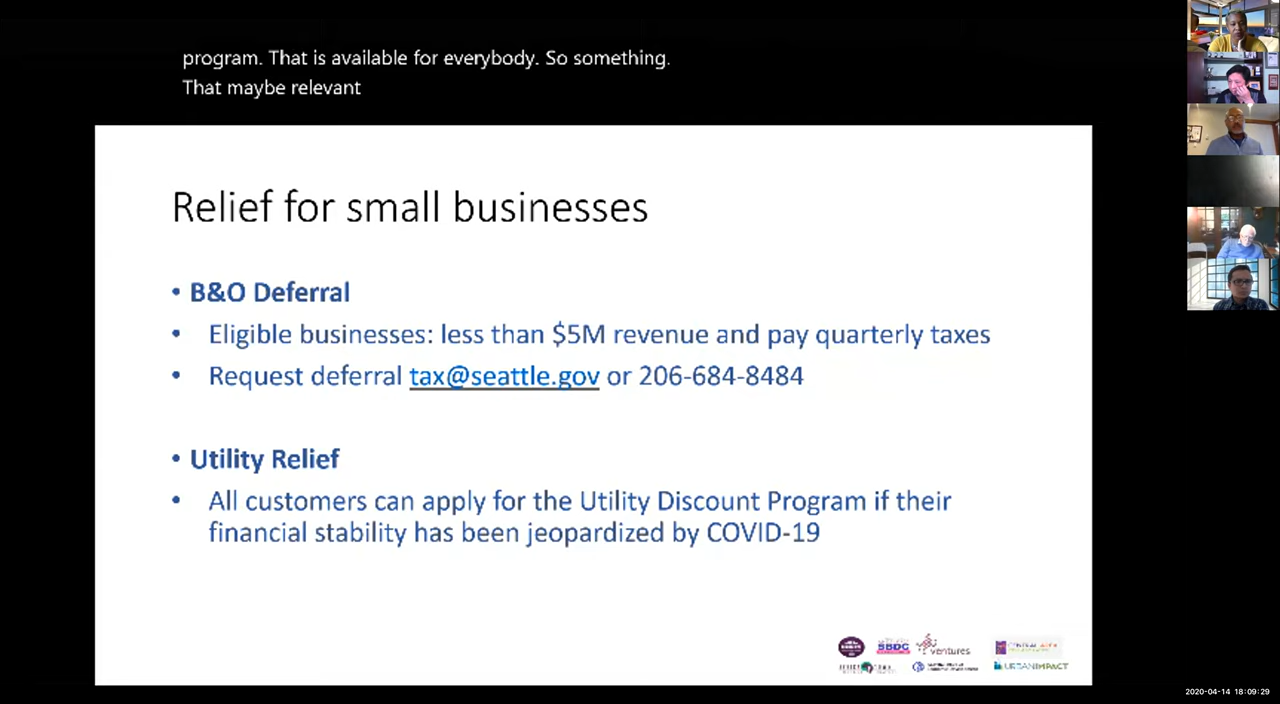 program. That is available for everybody. So something.
That maybe relevant
Relief for small businesses
• B&O Deferral
• Eligible businesses: less than $5M revenue and pay quarterly taxes
• Request deferral tax@seattle.gov or 206-684-8484
• Utility Relief
• All customers can apply for the Utility Discount Program if their
financial stability has been jeopardized by COVID-19
SBDC
ventures
URBANIMPACT
2020-04-14 18:09:29